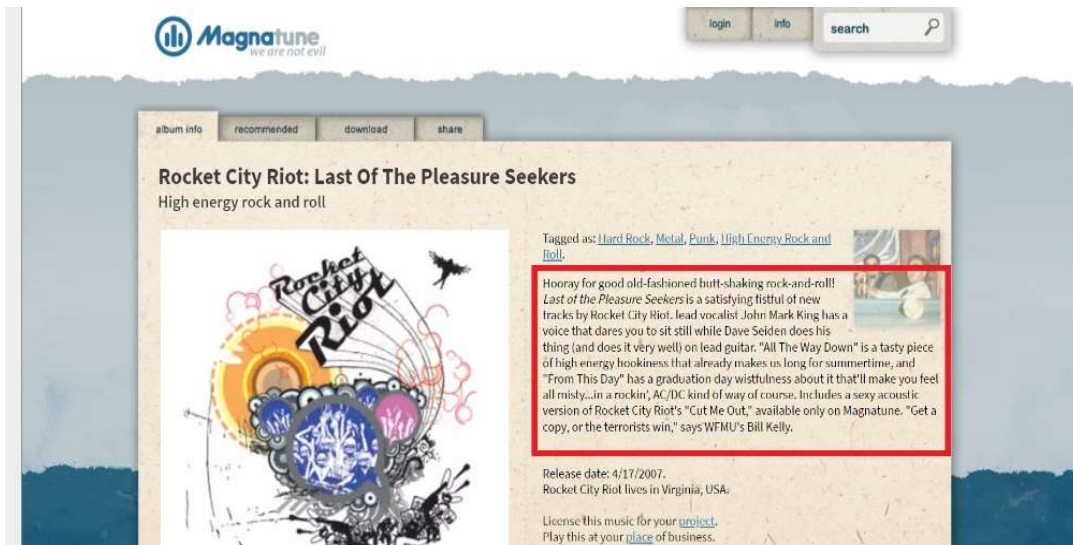 Magnatune
we are not evil
login
info
search
album info
recommended
download
share
Rocket City Riot: Last Of The Pleasure Seekers
High energy rock and roll
Rocket
City
Riot
Tagged as: Hard Rock, Metal, Punk, High Energy Rock and
Roll.
Hooray for good old-fashioned butt-shaking rock-and-roll!
Last of the Pleasure Seekers is a satisfying fistful of new
tracks by Rocket City Riot. lead vocalist John Mark King has a
voice that dares you to sit still while Dave Seiden does his
thing (and does it very well) on lead guitar. "All The Way Down" is a tasty piece
of high energy hookiness that already makes us long for summertime, and
"From This Day" has a graduation day wistfulness about it that'll make you feel
all misty...in a rockin', AC/DC kind of way of course. Includes a sexy acoustic
version of Rocket City Riot's "Cut Me Out," available only on Magnatune. "Get a
copy, or the terrorists win," says WFMU's Bill Kelly.
Release date: 4/17/2007.
Rocket City Riot lives in Virginia, USA.
License this music for your project.
Play this at your place of business.